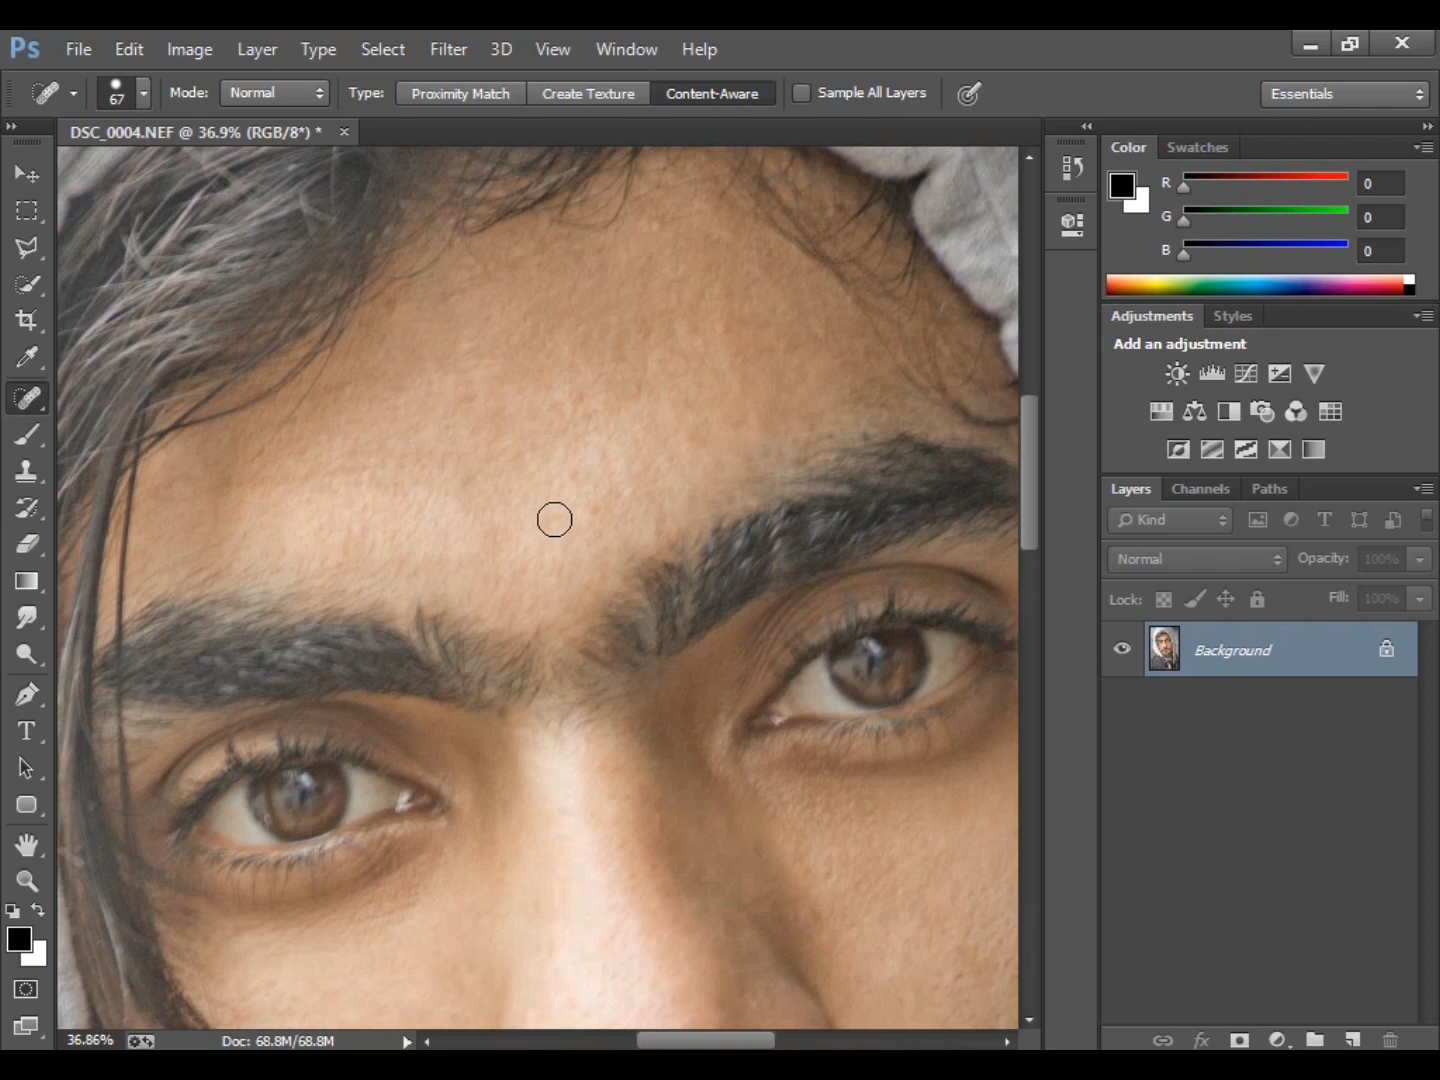 Ps File Edit Image Layer Type Select Filter 3D View Window Help
67 Mode: Normal Type: Proximity Match Create Texture Content-Aware Sample All Layers Essentials
DSC_0004.NEF @ 36.9% (RGB/8*) * ×
Color Swatches
R 0
G 0
B 0
Adjustments Styles
Add an adjustment
Layers Channels Paths
Kind
Normal Opacity: 100%
Lock: Fill: 100%
Background
36.86% Doc: 68.8M/68.8M